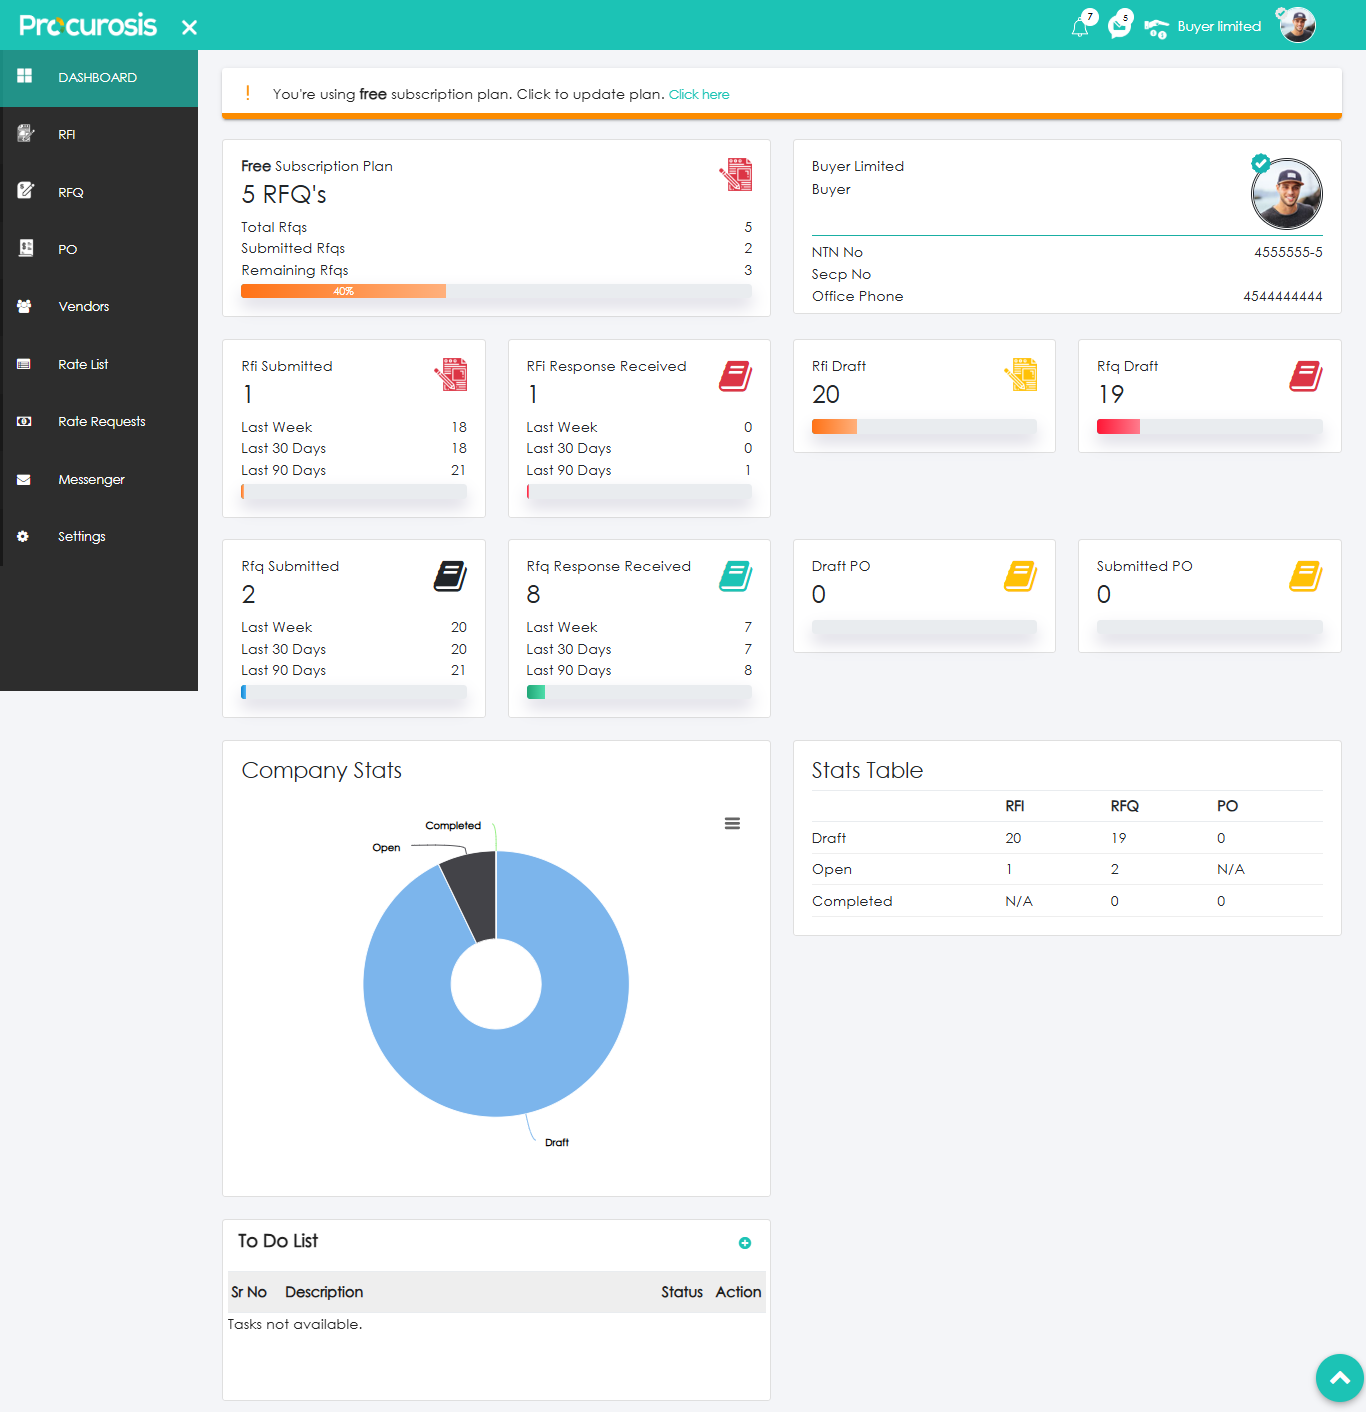 Procurosis
7
5
Buyer limited
DASHBOARD
RFI
RFQ
PO
Vendors
Rate List
Rate Requests
Messenger
Settings
! You're using free subscription plan. Click to update plan. Click here
Free Subscription Plan
5 RFQ's
Total Rfqs 5
Submitted Rfqs 2
Remaining Rfqs 3
40%
Buyer Limited
Buyer
NTN No 4555555-5
Secp No
Office Phone 4544444444
Rfi Submitted
1
Last Week 18
Last 30 Days 18
Last 90 Days 21
RFi Response Received
1
Last Week 0
Last 30 Days 0
Last 90 Days 1
Rfi Draft
20
Rfq Draft
19
Rfq Submitted
2
Last Week 20
Last 30 Days 20
Last 90 Days 21
Rfq Response Received
8
Last Week 7
Last 30 Days 7
Last 90 Days 8
Draft PO
0
Submitted PO
0
Company Stats
Completed
Open
Draft
Stats Table
RFI RFQ PO
Draft 20 19 0
Open 1 2 N/A
Completed N/A 0 0
To Do List
Sr No Description Status Action
Tasks not available.